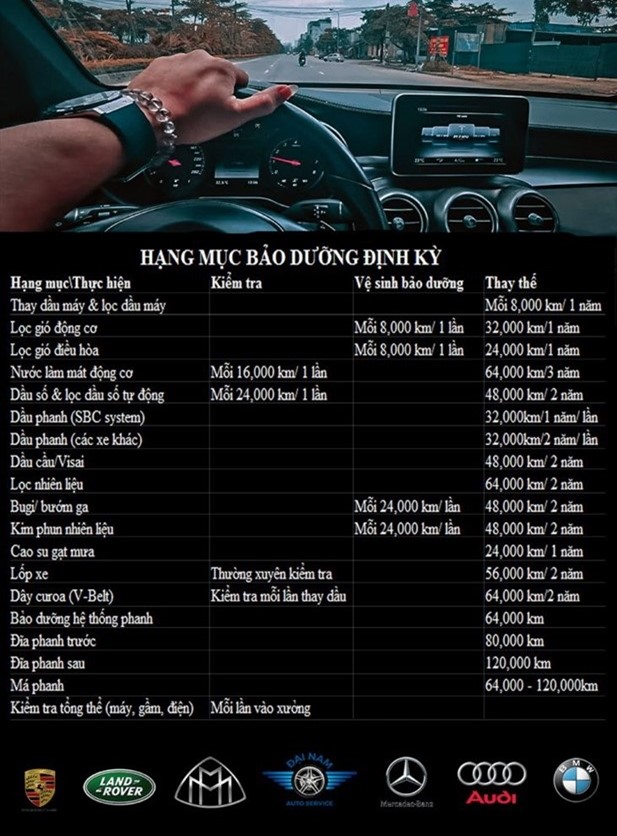 HẠNG MỤC BẢO DƯỠNG ĐỊNH KỲ
Hạng mục\Thực hiện Kiểm tra Vệ sinh bảo dưỡng Thay thế
Thay dầu máy & lọc dầu máy Mỗi 8,000 km/ 1 năm
Lọc gió động cơ Mỗi 8,000 km/ 1 lần 32,000 km/1 năm
Lọc gió điều hòa Mỗi 8,000 km/ 1 lần 24,000 km/1 năm
Nước làm mát động cơ Mỗi 16,000 km/ 1 lần 64,000 km/3 năm
Dầu số & lọc dầu số tự động Mỗi 24,000 km/ 1 lần 48,000 km/ 2 năm
Dầu phanh (SBC system) 32,000km/1 năm/ lần
Dầu phanh (các xe khác) 32,000km/2 năm/ lần
Dầu cầu/Visai 48,000 km/ 2 năm
Lọc nhiên liệu 64,000 km/ 2 năm
Bugi/ bướm ga Mỗi 24,000 km/ lần 48,000 km/ 2 năm
Kim phun nhiên liệu Mỗi 24,000 km/ lần 48,000 km/ 2 năm
Cao su gạt mưa 24,000 km/ 1 năm
Lốp xe Thường xuyên kiểm tra 56,000 km/ 2 năm
Dây curoa (V-Belt) Kiểm tra mỗi lần thay dầu 64,000 km/2 năm
Bảo dưỡng hệ thống phanh 64,000 km
Đĩa phanh trước 80,000 km
Đĩa phanh sau 120,000 km
Má phanh 64,000 - 120,000km
Kiểm tra tổng thể (máy, gầm, điện) Mỗi lần vào xưởng
LAND-ROVER
ĐẠI NAM
AUTO SERVICE
Mercedes-Benz
Audi
BMW